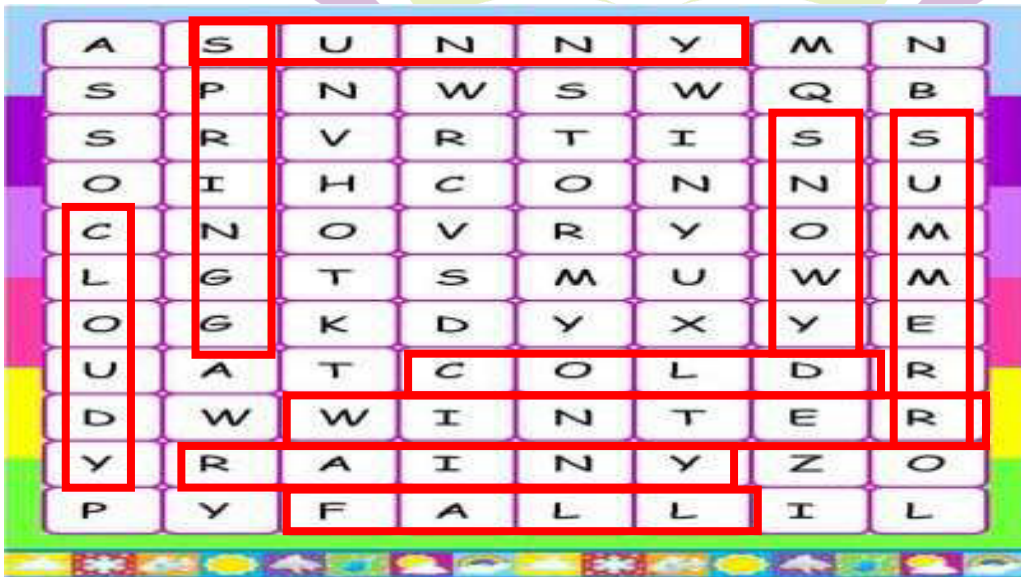 A S U N N Y M N
S P N W S W Q B
S R V R T I S S
O I H C O N N U
C N O V R Y O M
L G T S M U W M
O G K D Y X Y E
U A T C O L D R
D W W I N T E R
Y R A I N Y Z O
P Y F A L L I L